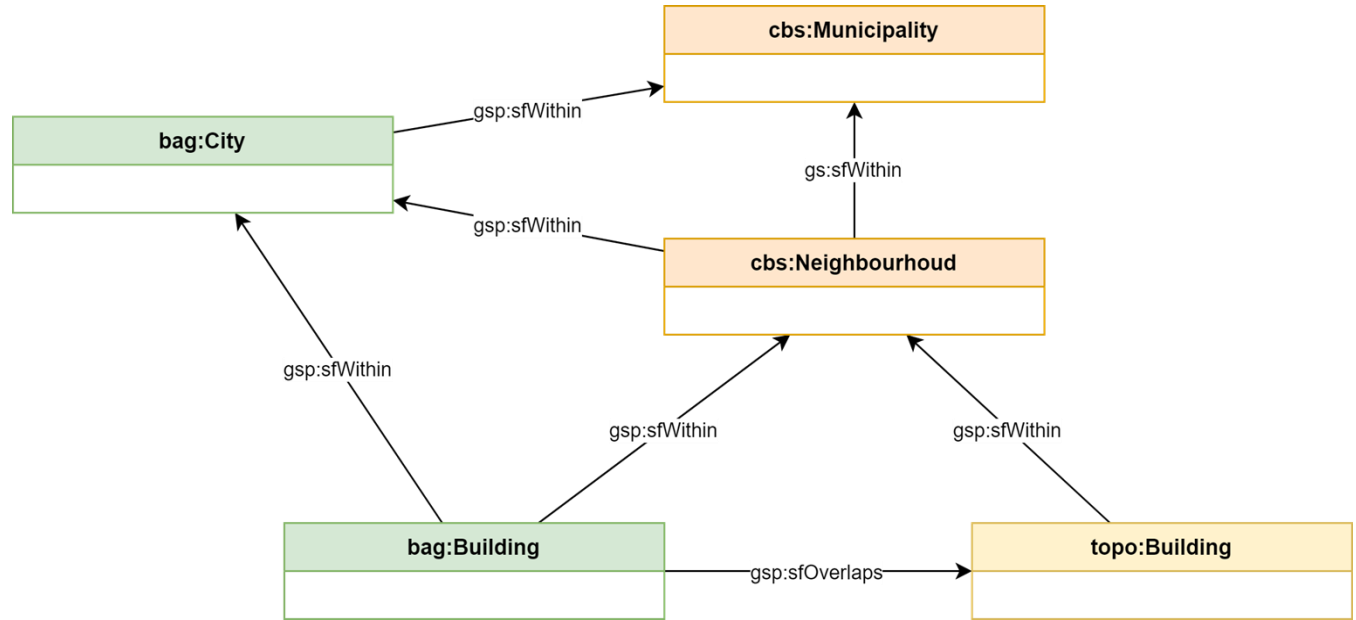 cbs:Municipality
gsp:sfWithin
bag:City
gs:sfWithin
gsp:sfWithin
cbs:Neighbourhoud
gsp:sfWithin
gsp:sfWithin
gsp:sfWithin
bag:Building
topo:Building
gsp:sfOverlaps